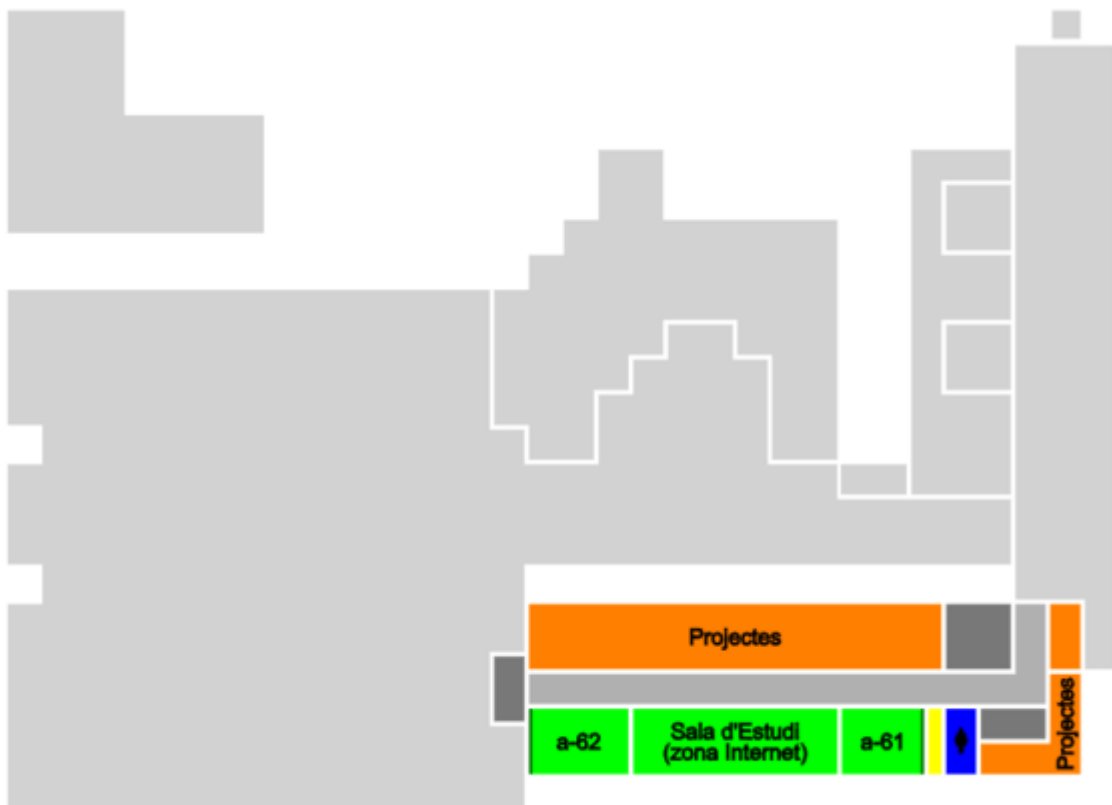 Projectes
a-62
Sala d'Estudi
(zona Internet)
a-61
Projectes